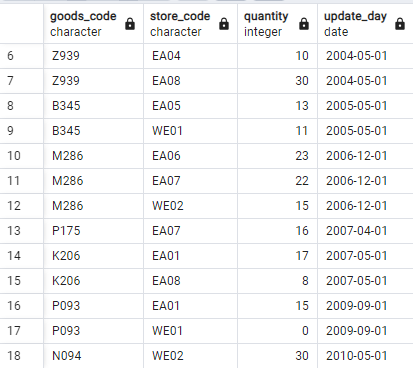 goods_code store_code quantity update_day
character character integer date
6 Z939 EA04 10 2004-05-01
7 Z939 EA08 30 2004-05-01
8 B345 EA05 13 2005-05-01
9 B345 WE01 11 2005-05-01
10 M286 EA06 23 2006-12-01
11 M286 EA07 22 2006-12-01
12 M286 WE02 15 2006-12-01
13 P175 EA07 16 2007-04-01
14 K206 EA01 17 2007-05-01
15 K206 EA08 8 2007-05-01
16 P093 EA01 15 2009-09-01
17 P093 WE01 0 2009-09-01
18 N094 WE02 30 2010-05-01